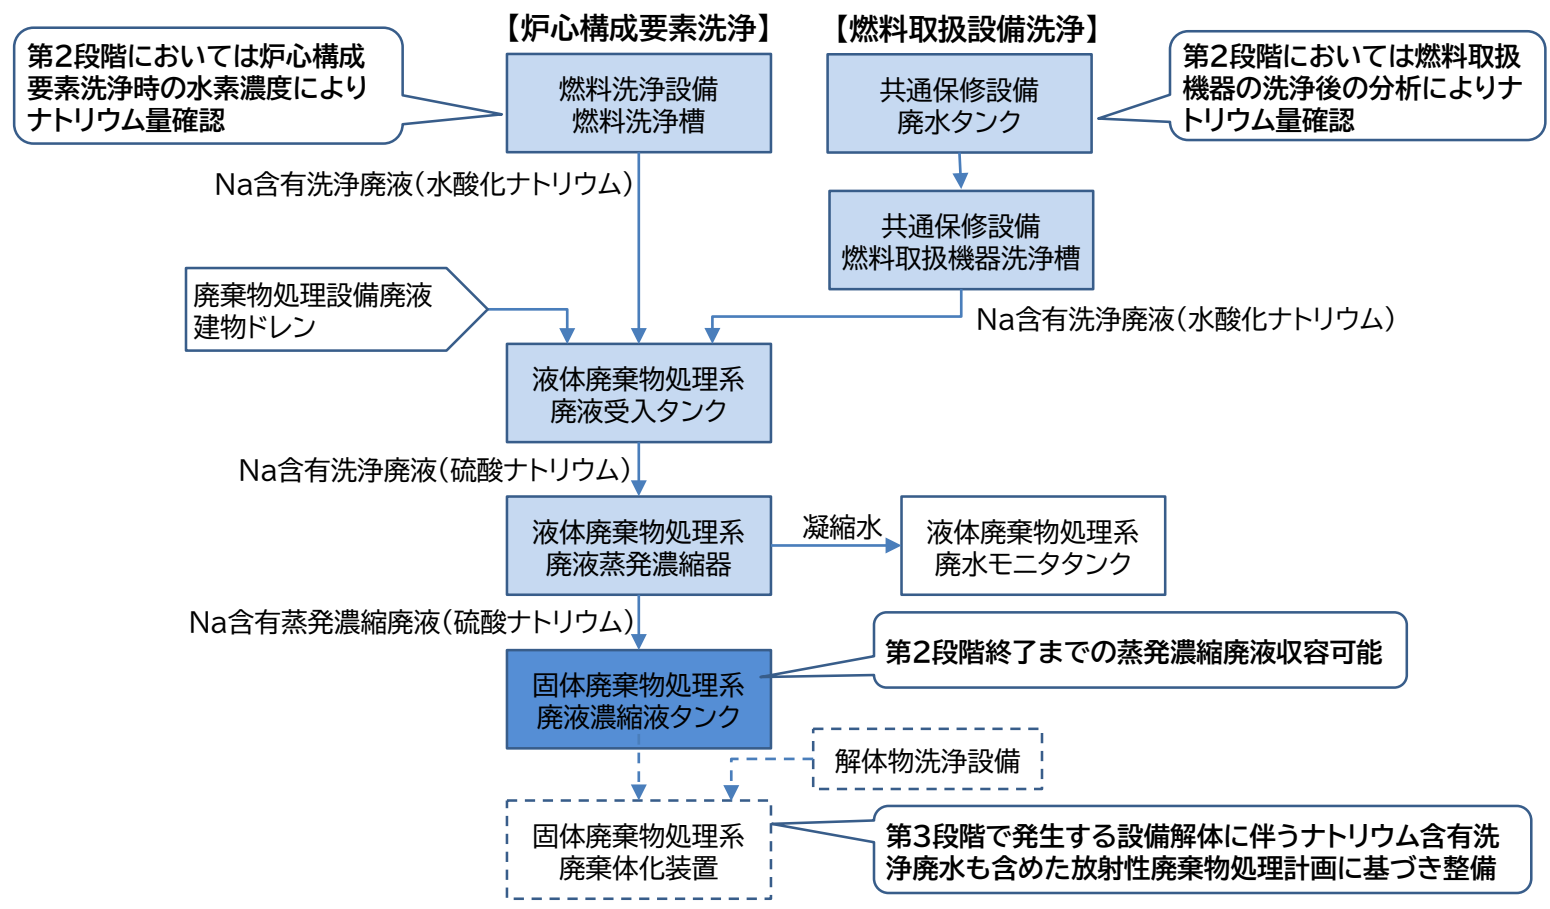 【炉心構成要素洗浄】
【燃料取扱設備洗浄】
第2段階においては炉心構成
要素洗浄時の水素濃度により
ナトリウム量確認
燃料洗浄設備
燃料洗浄槽
共通保修設備
廃水タンク
第2段階においては燃料取扱
機器の洗浄後の分析によりナ
トリウム量確認
Na含有洗浄廃液(水酸化ナトリウム)
共通保修設備
燃料取扱機器洗浄槽
廃棄物処理設備廃液
建物ドレン
Na含有洗浄廃液(水酸化ナトリウム)
液体廃棄物処理系
廃液受入タンク
Na含有洗浄廃液(硫酸ナトリウム)
液体廃棄物処理系
廃液蒸発濃縮器
凝縮水
液体廃棄物処理系
廃水モニタタンク
Na含有蒸発濃縮廃液(硫酸ナトリウム)
固体廃棄物処理系
廃液濃縮液タンク
第2段階終了までの蒸発濃縮廃液収容可能
解体物洗浄設備
固体廃棄物処理系
廃棄体化装置
第3段階で発生する設備解体に伴うナトリウム含有洗
浄廃水も含めた放射性廃棄物処理計画に基づき整備